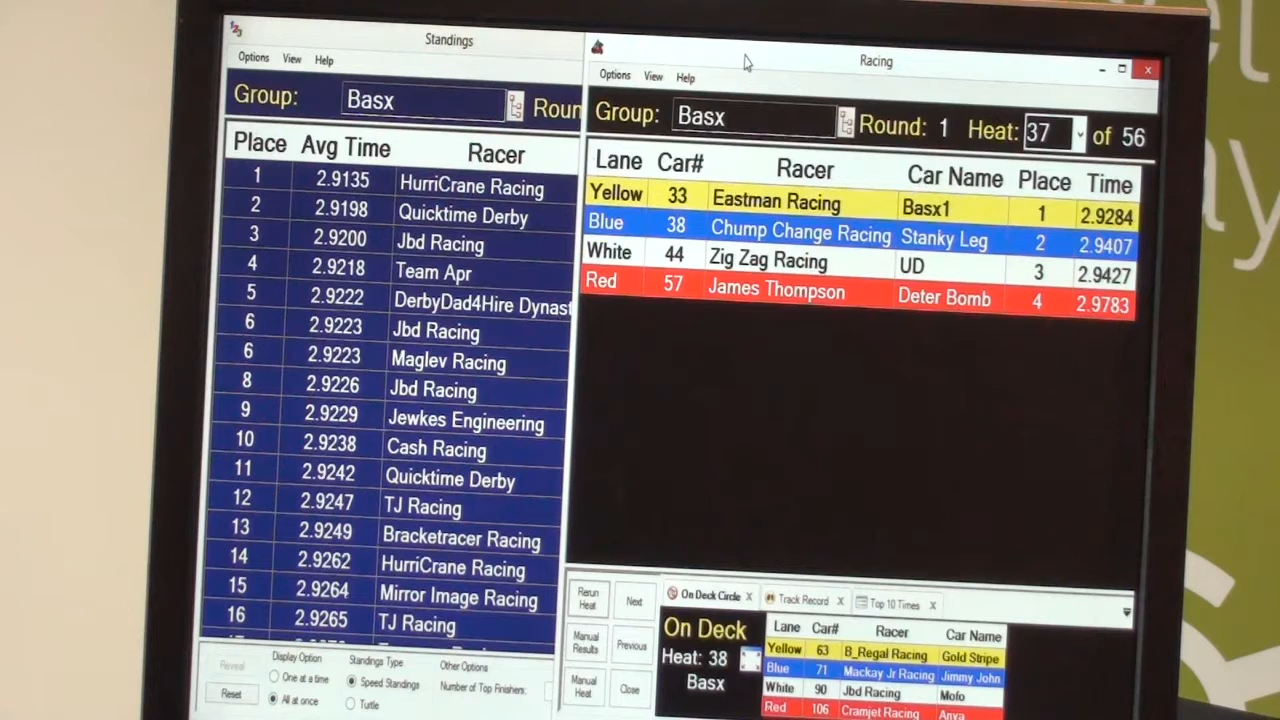 Standings
Options View Help
Group: Basx Roun
Place Avg Time Racer
1 2.9135 HurriCrane Racing
2 2.9198 Quicktime Derby
3 2.9200 Jbd Racing
4 2.9218 Team Apr
5 2.9222 DerbyDad4Hire Dynast
6 2.9223 Jbd Racing
6 2.9223 Maglev Racing
8 2.9226 Jbd Racing
9 2.9229 Jewkes Engineering
10 2.9238 Cash Racing
11 2.9242 Quicktime Derby
12 2.9247 TJ Racing
13 2.9249 Bracketracer Racing
14 2.9262 HurriCrane Racing
15 2.9264 Mirror Image Racing
16 2.9265 TJ Racing
Reveal
Reset
Display Option
One at a time
All at once
Standings Type
Speed Standings
Turtle
Other Options
Number of Top Finishers:
Racing
Options View Help
Group: Basx Round: 1 Heat: 37 of 56
Lane Car# Racer Car Name Place Time
Yellow 33 Eastman Racing Basx1 1 2.9284
Blue 38 Chump Change Racing Stanky Leg 2 2.9407
White 44 Zig Zag Racing UD 3 2.9427
Red 57 James Thompson Deter Bomb 4 2.9783
Rerun Heat
Next
Manual Results
Previous
Manual Heat
Close
On Deck Circle x Track Record x Top 10 Times x
On Deck
Heat: 38
Basx
Lane Car# Racer Car Name
Yellow 63 B_Regal Racing Gold Stripe
Blue 71 Mackay Jr Racing Jimmy John
White 90 Jbd Racing Mofo
Red 106 Cramjet Racing Anya